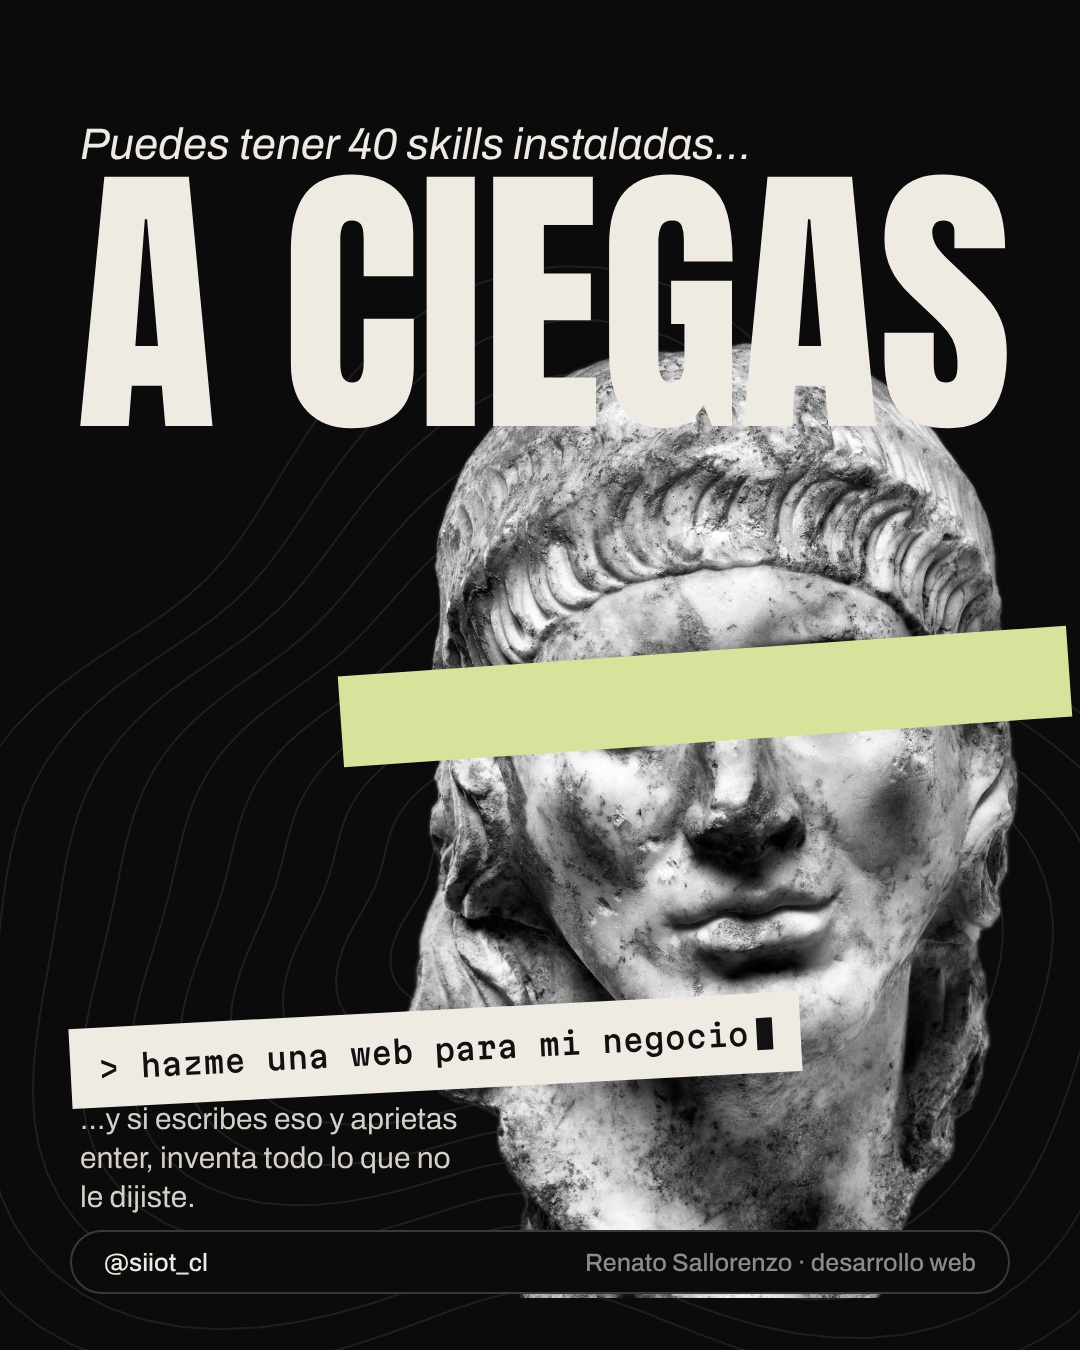 Puedes tener 40 skills instaladas...
A CIEGAS
> hazme una web para mi negocio
...y si escribes eso y aprietas
enter, inventa todo lo que no
le dijiste.
@siiot_cl
Renato Sallorenzo · desarrollo web